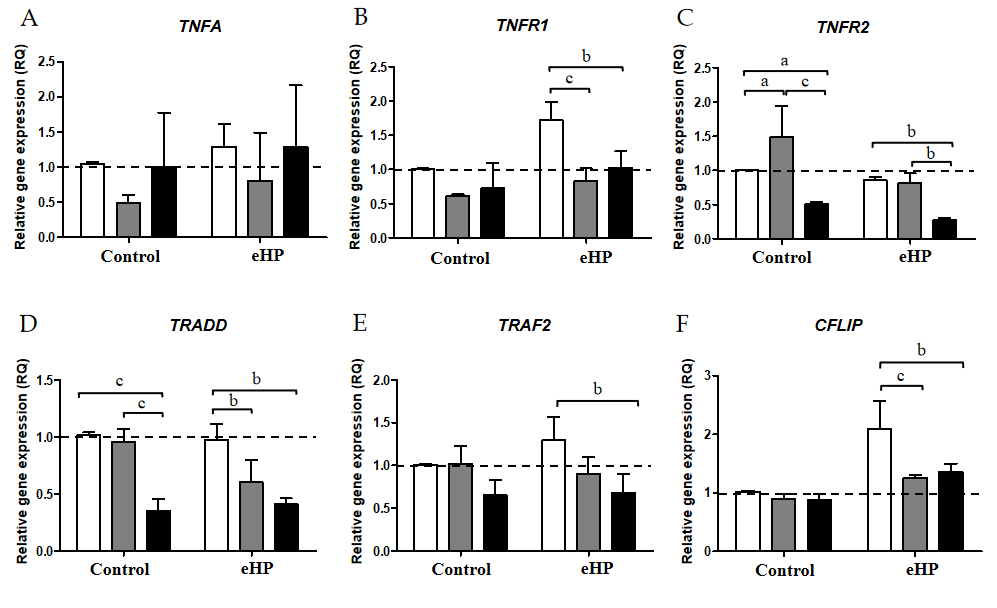 A
TNFA
Relative gene expression (RQ)
2.5
2.0
1.5
1.0
0.5
0.0
Control
eHP
B
TNFR1
Relative gene expression (RQ)
2.5
2.0
1.5
1.0
0.5
0.0
b
c
Control
eHP
C
TNFR2
Relative gene expression (RQ)
2.5
2.0
1.5
1.0
0.5
0.0
a
a
c
b
b
Control
eHP
D
TRADD
Relative gene expression (RQ)
1.5
1.0
0.5
0.0
c
c
b
b
Control
eHP
E
TRAF2
Relative gene expression (RQ)
2.0
1.5
1.0
0.5
0.0
b
Control
eHP
F
CFLIP
Relative gene expression (RQ)
3
2
1
0
b
c
Control
eHP